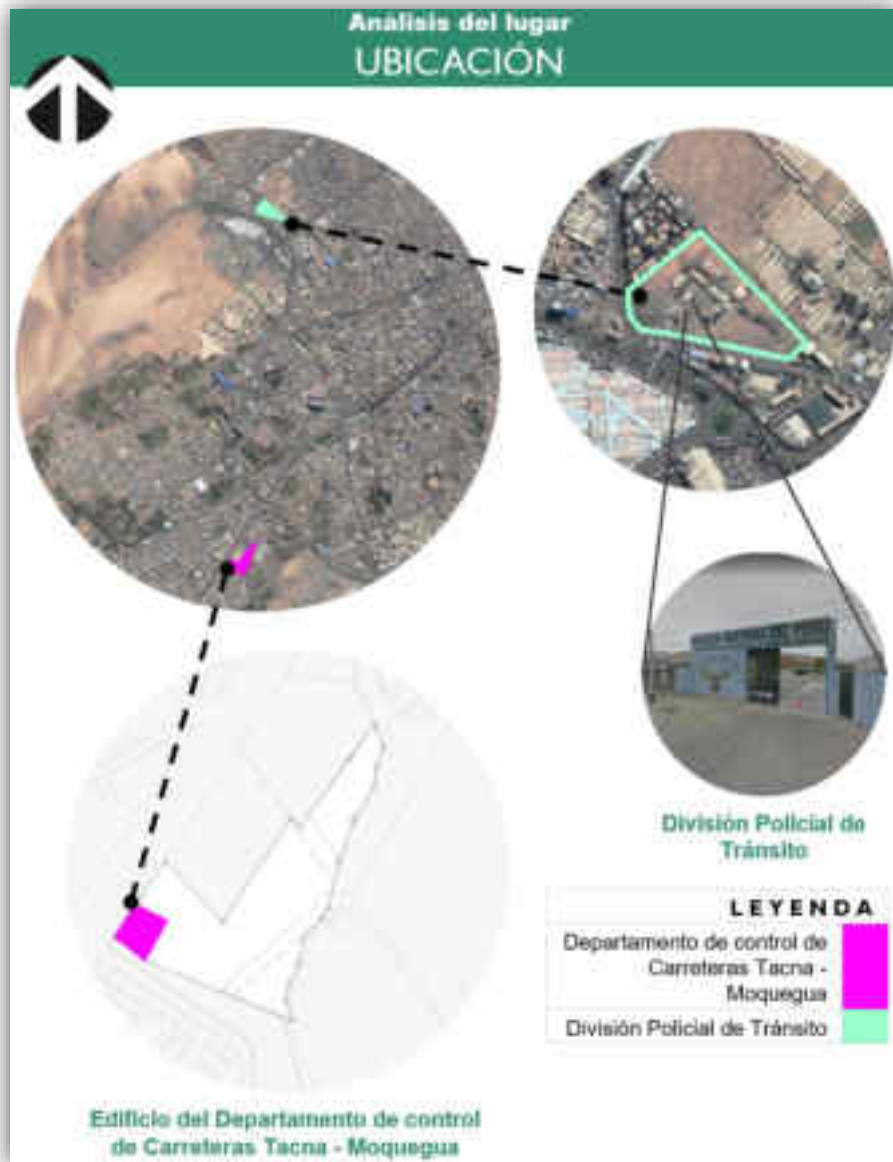 Análisis del lugar
UBICACIÓN
División Policial de
Tránsito
LEYENDA
Departamento de control de
Carreteras Tacna -
Moquegua
División Policial de Tránsito
Edificio del Departamento de control
de Carreteras Tacna - Moquegua